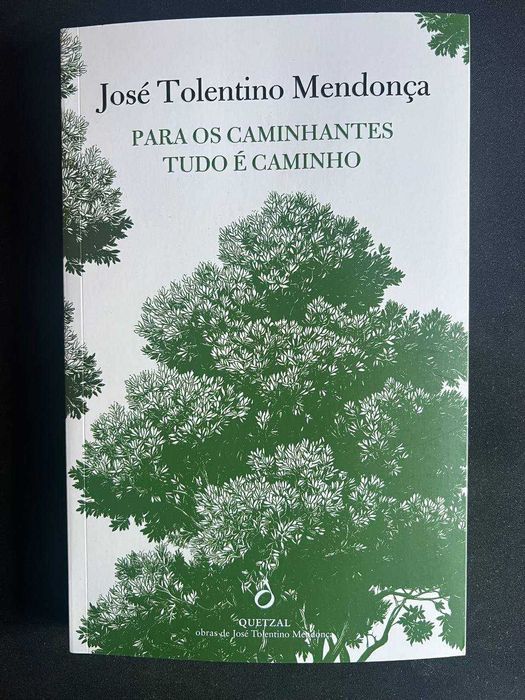 José Tolentino Mendonça
PARA OS CAMINHANTES
TUDO É CAMINHO
QUETZAL
obras de José Tolentino Mendonça